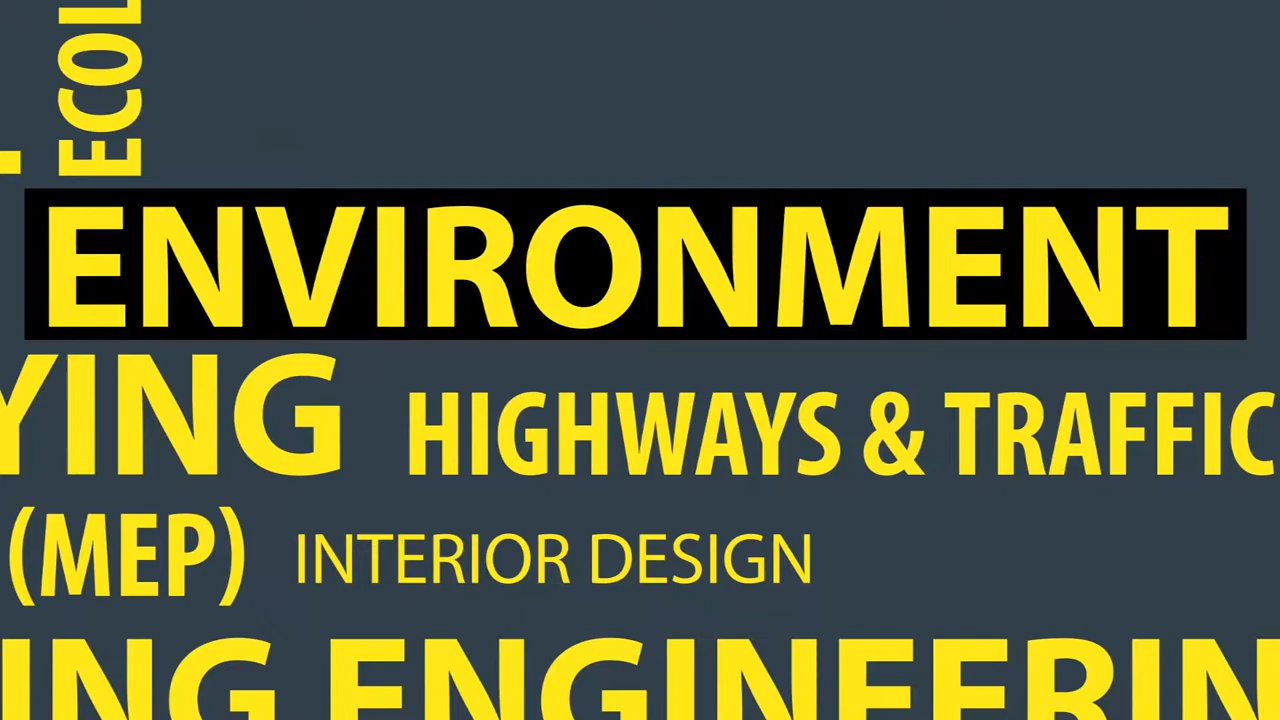 ECOL
ENVIRONMENT
YING HIGHWAYS & TRAFFIC
(MEP) INTERIOR DESIGN
ING ENGINEERIN